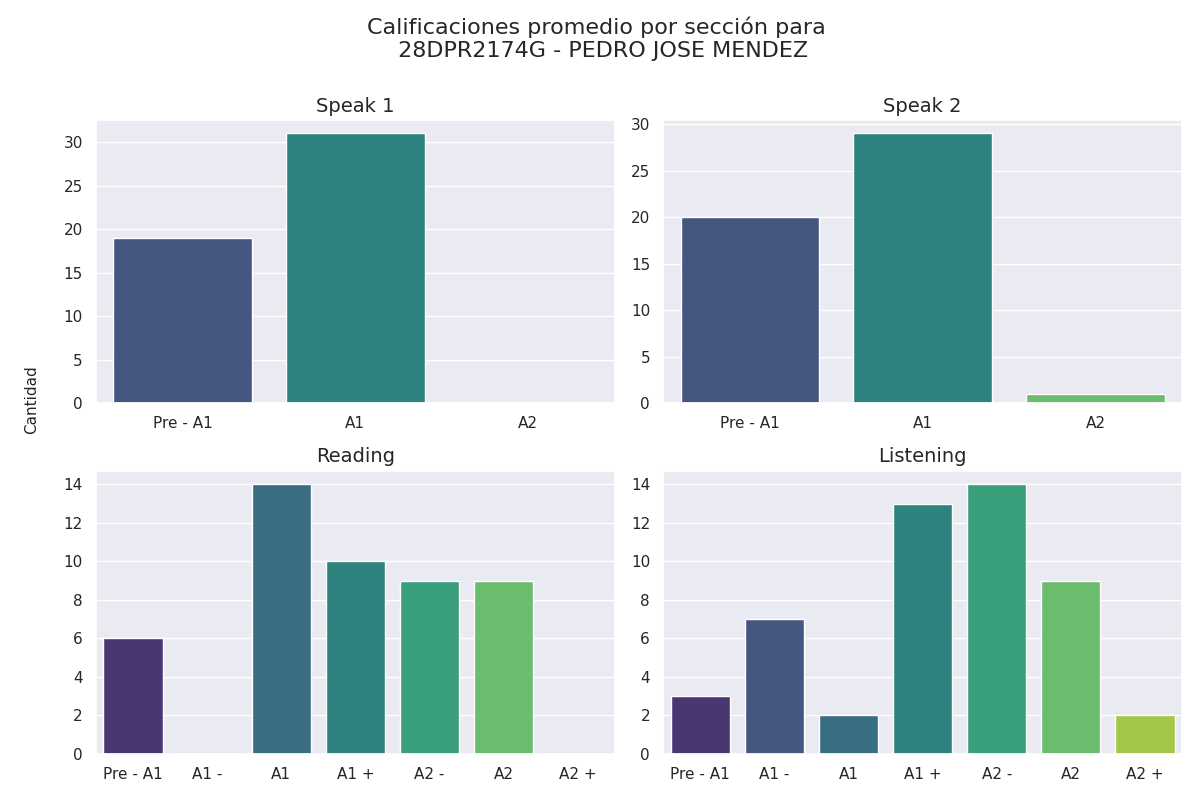 Calificaciones promedio por sección para
28DPR2174G - PEDRO JOSE MENDEZ
Speak 1
30
25
20
15
10
5
0
Pre - A1 A1 A2
Speak 2
30
25
20
15
10
5
0
Pre - A1 A1 A2
Cantidad
Reading
14
12
10
8
6
4
2
0
Pre - A1 A1 - A1 A1 + A2 - A2 A2 +
Listening
14
12
10
8
6
4
2
0
Pre - A1 A1 - A1 A1 + A2 - A2 A2 +